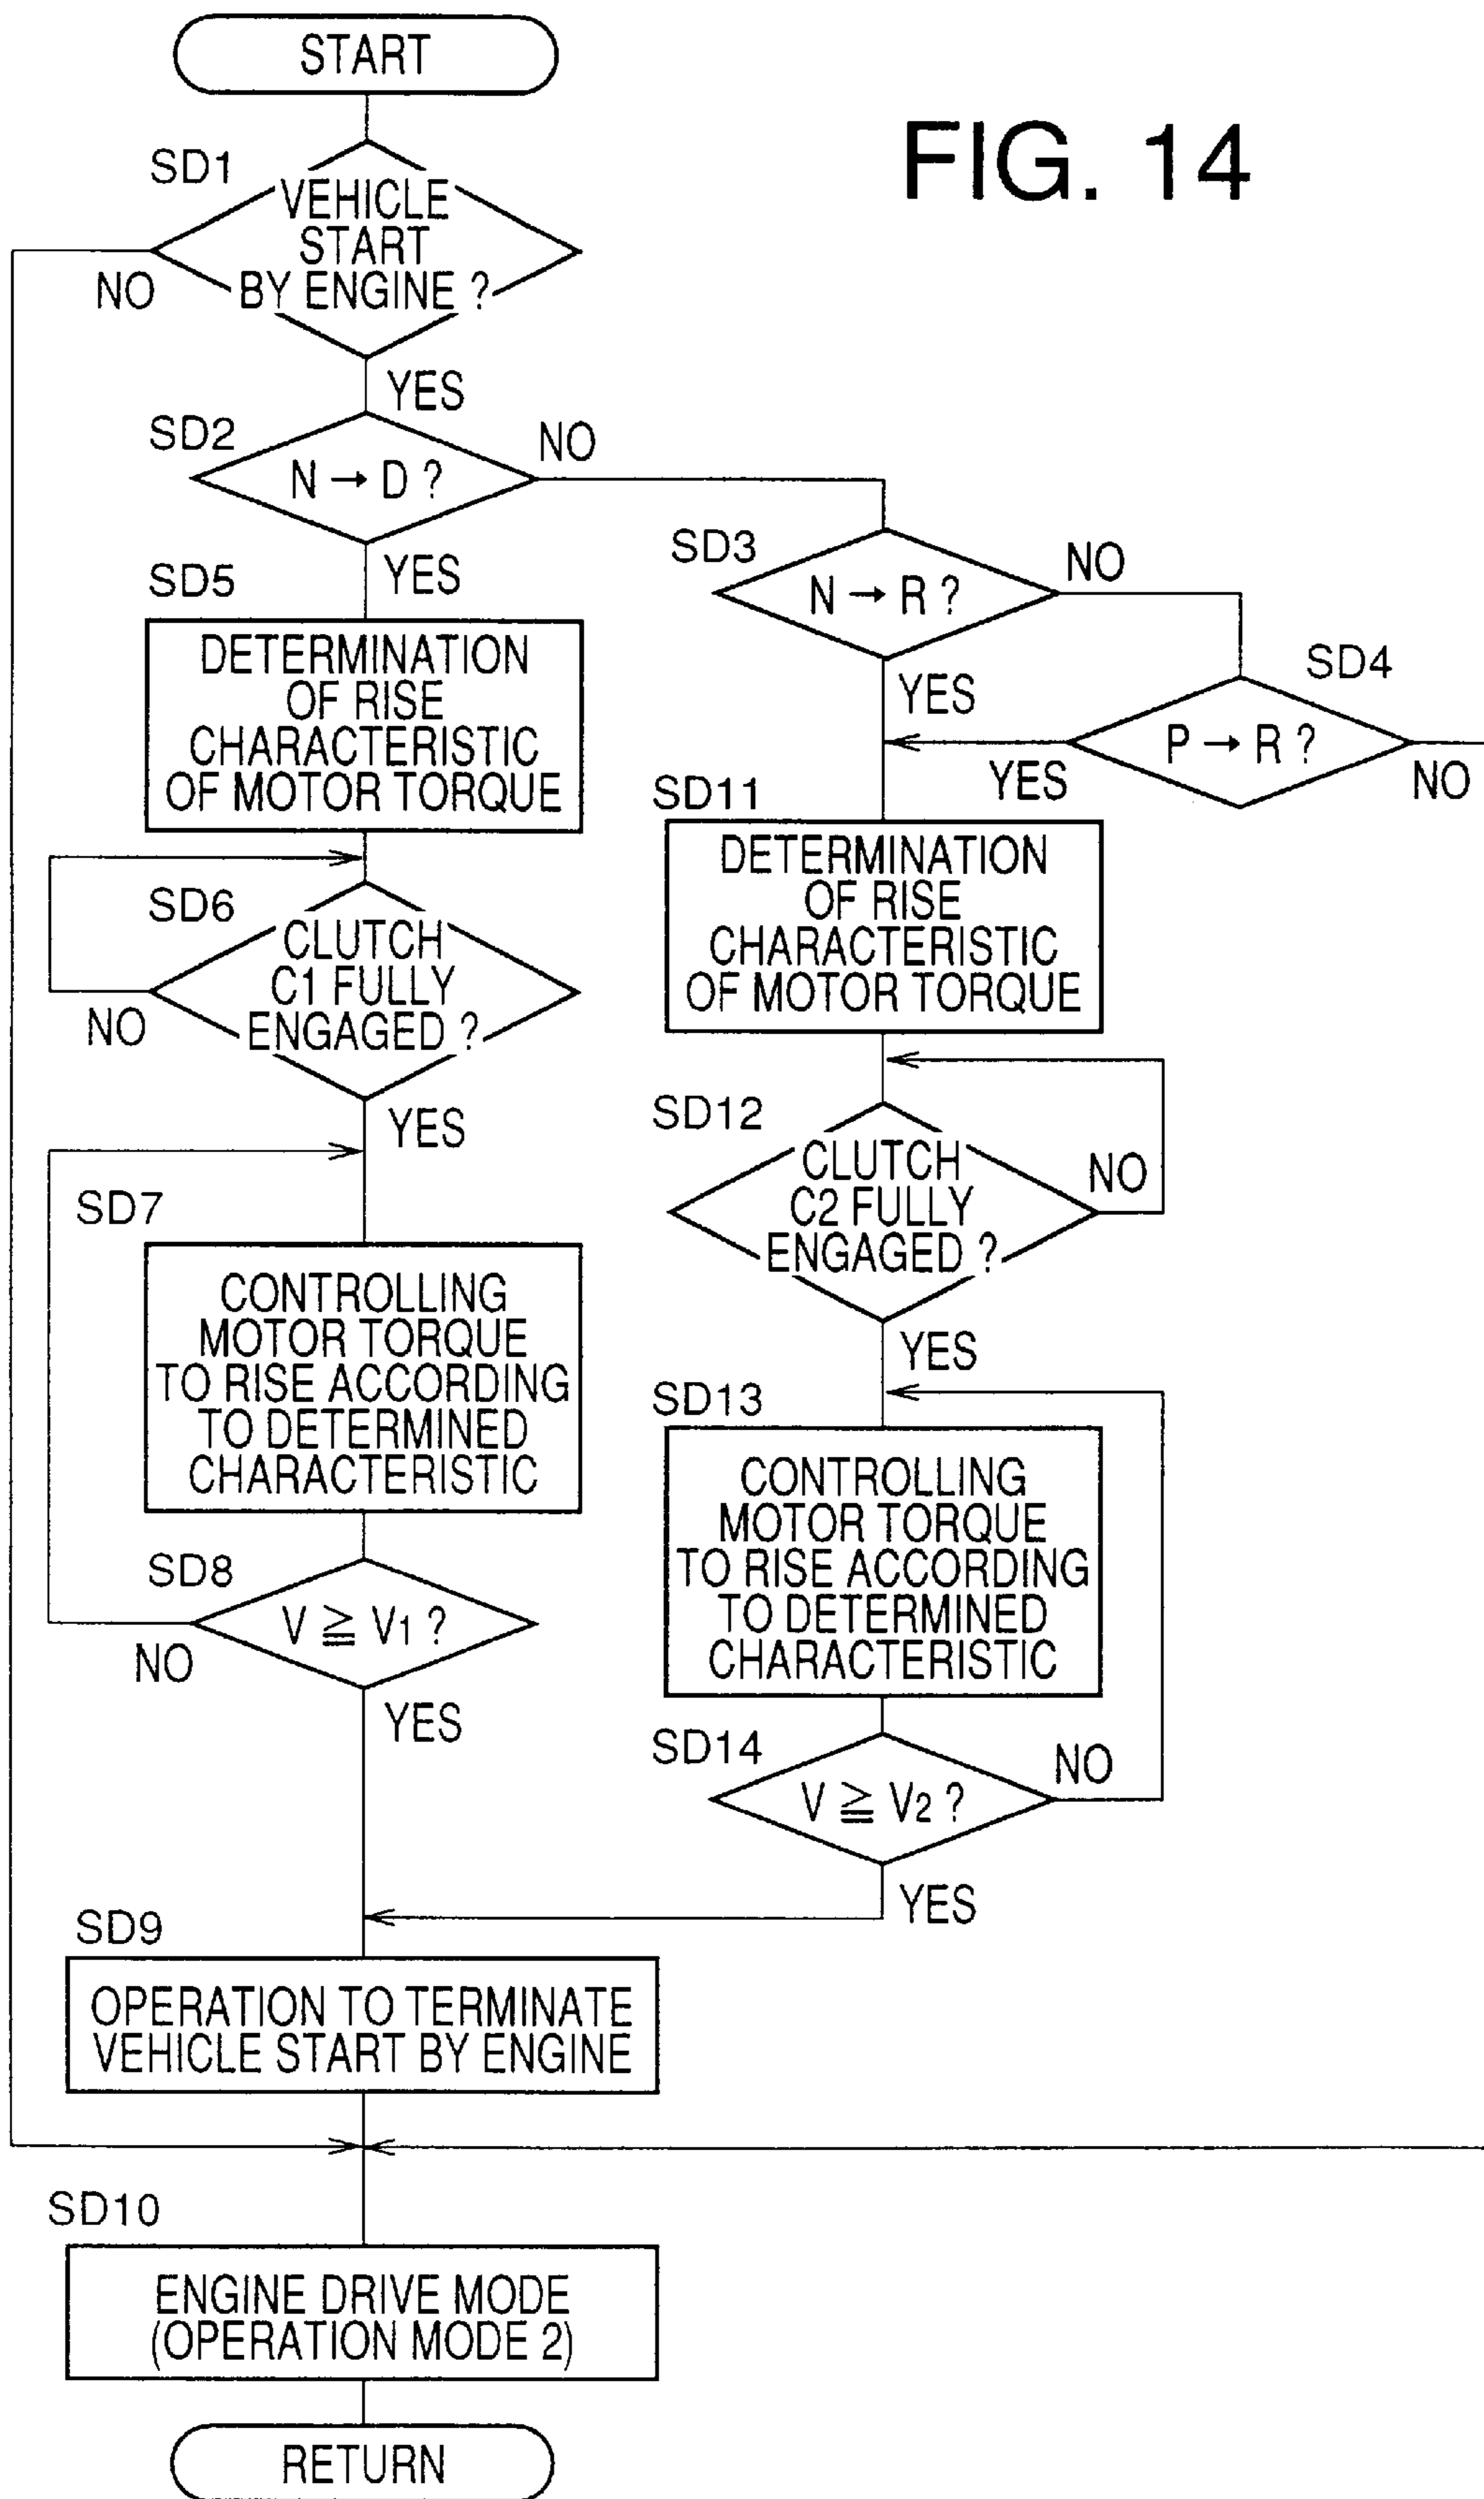 START
FIG. 14
SD1
VEHICLE
START
BY ENGINE ?
NO
YES
SD2
N → D ?
NO
YES
SD3
N → R ?
NO
YES
SD4
P → R ?
YES
NO
SD5
DETERMINATION
OF RISE
CHARACTERISTIC
OF MOTOR TORQUE
SD6
CLUTCH
C1 FULLY
ENGAGED ?
NO
YES
SD7
CONTROLLING
MOTOR TORQUE
TO RISE ACCORDING
TO DETERMINED
CHARACTERISTIC
SD8
V ≧ V1 ?
NO
YES
SD11
DETERMINATION
OF RISE
CHARACTERISTIC
OF MOTOR TORQUE
SD12
CLUTCH
C2 FULLY
ENGAGED ?
NO
YES
SD13
CONTROLLING
MOTOR TORQUE
TO RISE ACCORDING
TO DETERMINED
CHARACTERISTIC
SD14
V ≧ V2 ?
NO
YES
SD9
OPERATION TO TERMINATE
VEHICLE START BY ENGINE
SD10
ENGINE DRIVE MODE
(OPERATION MODE 2)
RETURN